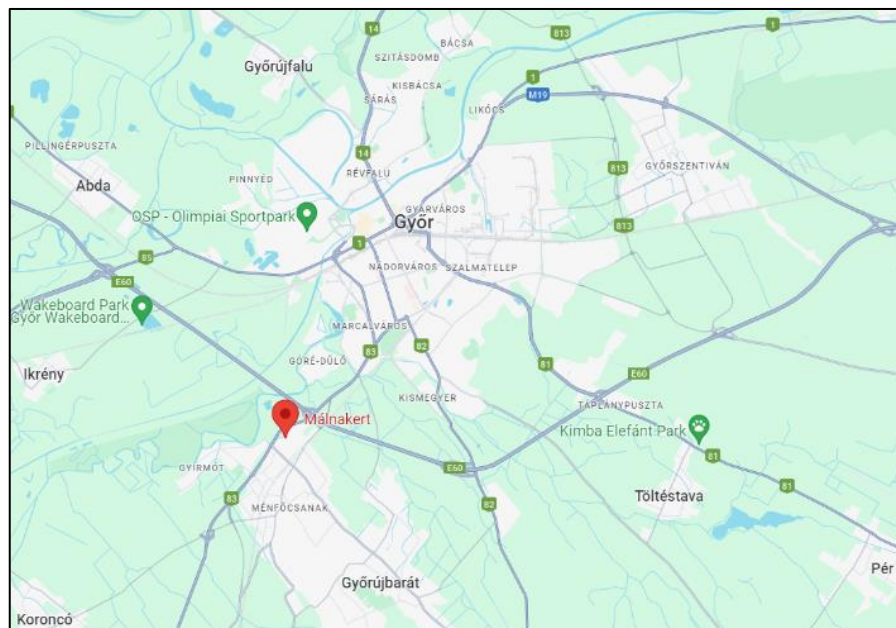 BÁCSA
813
1
14
SZITÁSDOMB
Győrújfalu
1
KISBÁCSA
SÁRÁS
M19
LIKÓCS
PILLINGÉRPUSZTA
14
RÉVFALU
813
GYŐRSZENTIVÁN
Abda
PINNYÉD
GYÁRVÁROS
OSP - Olimpiai Sportpark
Győr
813
E60
1
85
NÁDORVÁROS
SZALMATELEP
E60
Wakeboard Park
Győr Wakeboard...
MARCALVÁROS
83
82
GORÉ-DŰLŐ
81
Ikrény
E60
KISMEGYER
TÁPLÁNYPUSZTA
Málnakert
Kimba Elefánt Park
81
GYIRMÓT
E60
83
81
Töltéstava
82
MÉNFŐCSANAK
Pér
Győrújbarát
Koroncó